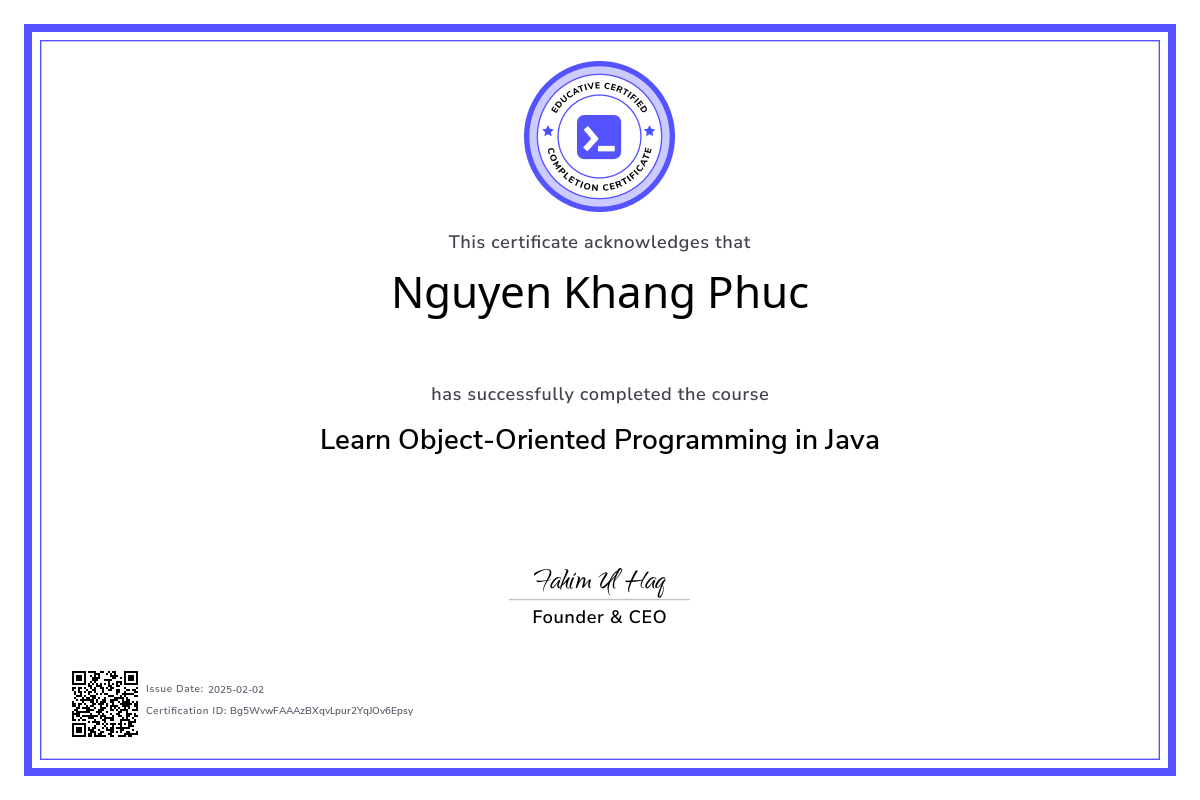 EDUCATIVE CERTIFIED
COMPLETION CERTIFICATE
This certificate acknowledges that
Nguyen Khang Phuc
has successfully completed the course
Learn Object-Oriented Programming in Java
Fahim Ul Haq
Founder & CEO
Issue Date: 2025-02-02
Certification ID: Bg5WvwFAAAzBXqvLpur2YqJOv6Epsy